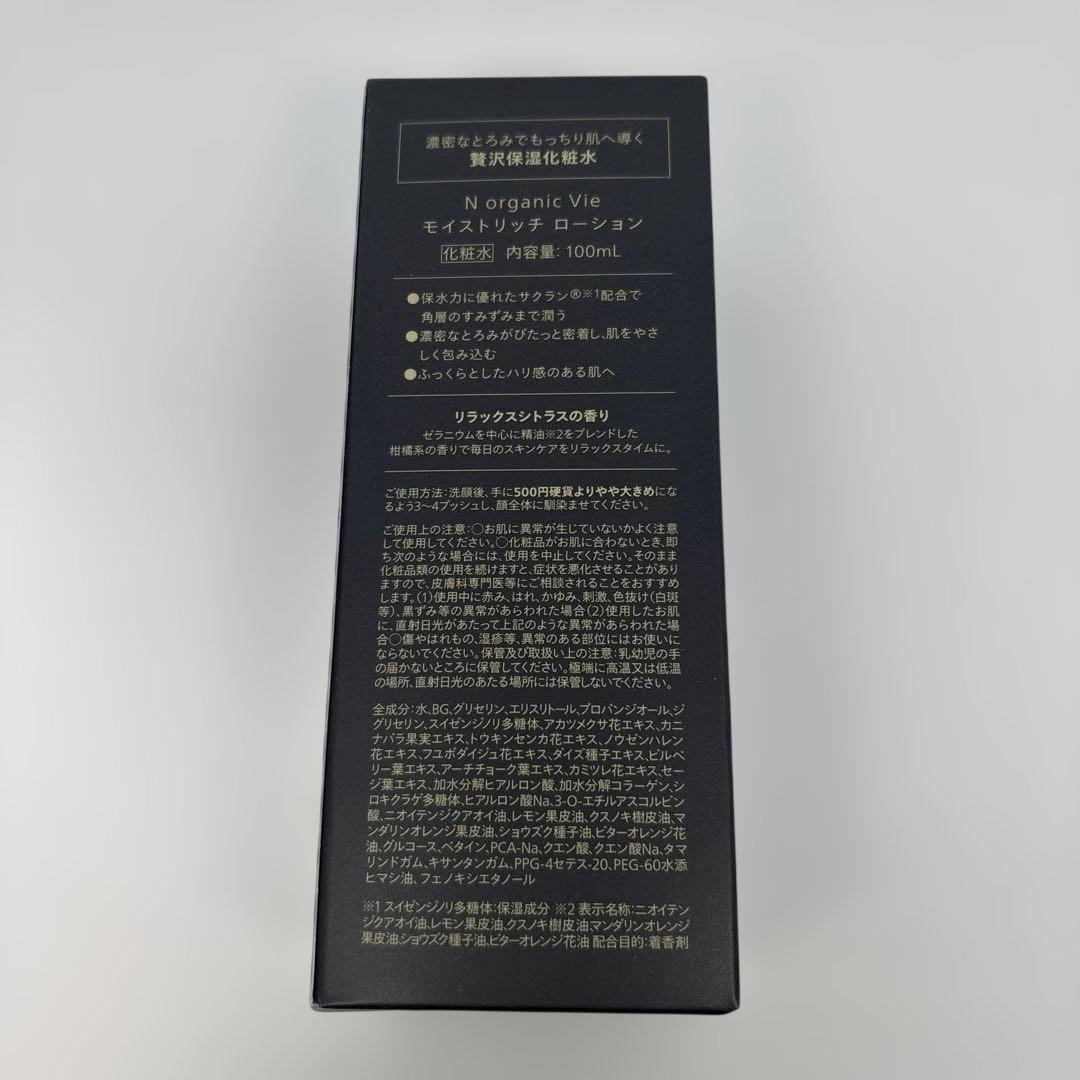 濃密なとろみでもっちり肌へ導く
贅沢保湿化粧水
N organic Vie
モイストリッチ ローション
化粧水 内容量: 100mL
●保水力に優れたサクラン®※1配合で
角層のすみずみまで潤う
●濃密なとろみがぴたっと密着し、肌をやさ
しく包み込む
●ふっくらとしたハリ感のある肌へ
リラックスシトラスの香り
ゼラニウムを中心に精油※2をブレンドした
柑橘系の香りで毎日のスキンケアをリラックスタイムに。
ご使用方法:洗顔後、手に500円硬貨よりやや大きめにな
るよう3〜4プッシュし、顔全体に馴染ませてください。
ご使用上の注意:○お肌に異常が生じていないかよく注意
して使用してください。○化粧品がお肌に合わないとき、即
ち次のような場合には、使用を中止してください。そのまま
化粧品類の使用を続けますと、症状を悪化させることがあり
ますので、皮膚科専門医等にご相談されることをおすすめ
します。(1)使用中に赤み、はれ、かゆみ、刺激、色抜け(白斑
等)、黒ずみ等の異常があらわれた場合(2)使用したお肌
に、直射日光があたって上記のような異常があらわれた場
合○傷やはれもの、湿疹等、異常のある部位にはお使いに
ならないでください。保管及び取扱い上の注意:乳幼児の手
の届かないところに保管してください。極端に高温又は低温
の場所、直射日光のあたる場所には保管しないでください。
全成分:水、BG、グリセリン、エリスリトール、プロパンジオール、ジ
グリセリン、スイゼンジノリ多糖体、アカツメクサ花エキス、カニ
ナバラ果実エキス、トウキンセンカ花エキス、ノウゼンハレン
花エキス、フユボダイジュ花エキス、ダイズ種子エキス、ビルベ
リー葉エキス、アーチチョーク葉エキス、カミツレ花エキス、セー
ジ葉エキス、加水分解ヒアルロン酸、加水分解コラーゲン、シ
ロキクラゲ多糖体、ヒアルロン酸Na、3-O-エチルアスコルビン
酸、ニオイテンジクアオイ油、レモン果皮油、クスノキ樹皮油、マ
ンダリンオレンジ果皮油、ショウズク種子油、ビターオレンジ花
油、グルコース、ベタイン、PCA-Na、クエン酸、クエン酸Na、タマ
リンドガム、キサンタンガム、PPG-4セテス-20、PEG-60水添
ヒマシ油、フェノキシエタノール
※1 スイゼンジノリ多糖体:保湿成分 ※2 表示名称:ニオイテン
ジクアオイ油、レモン果皮油、クスノキ樹皮油、マンダリンオレンジ
果皮油、ショウズク種子油、ビターオレンジ花油 配合目的:着香剤